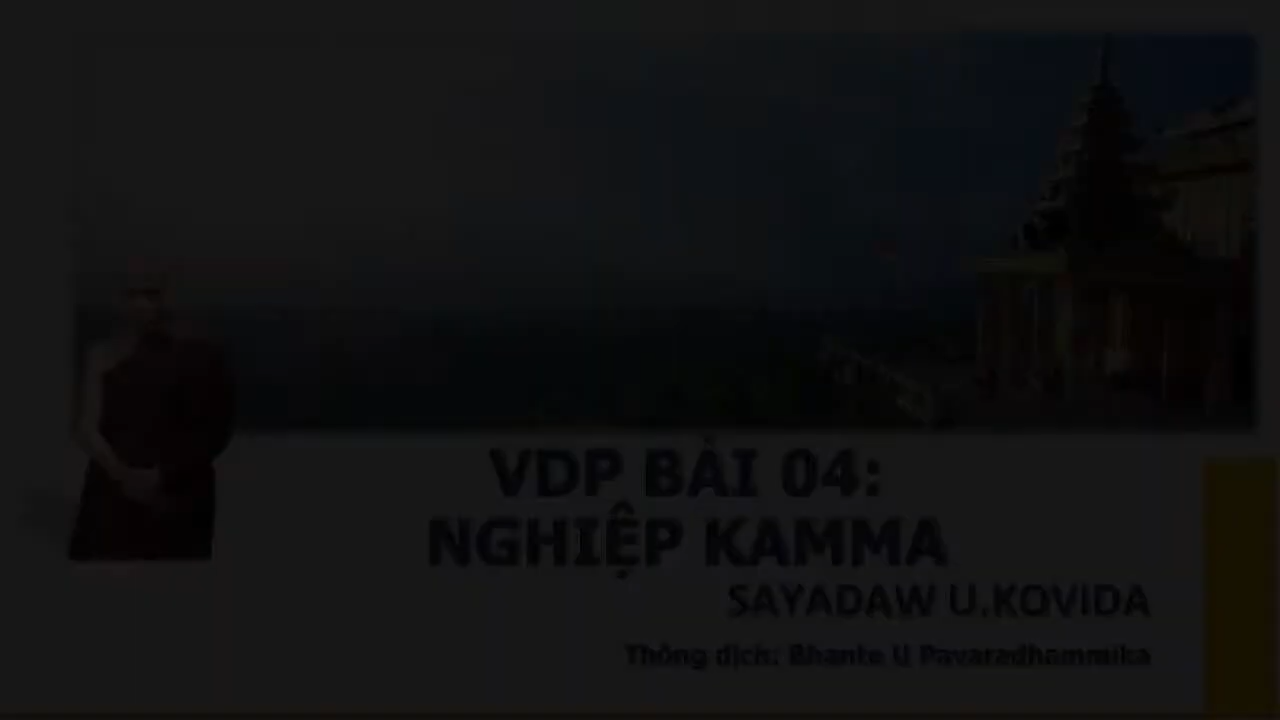 VDP BÀI 04:
NGHIỆP KAMMA
SAYADAW U.KOVIDA
Thông dịch: Bhante U Pavaradhammika